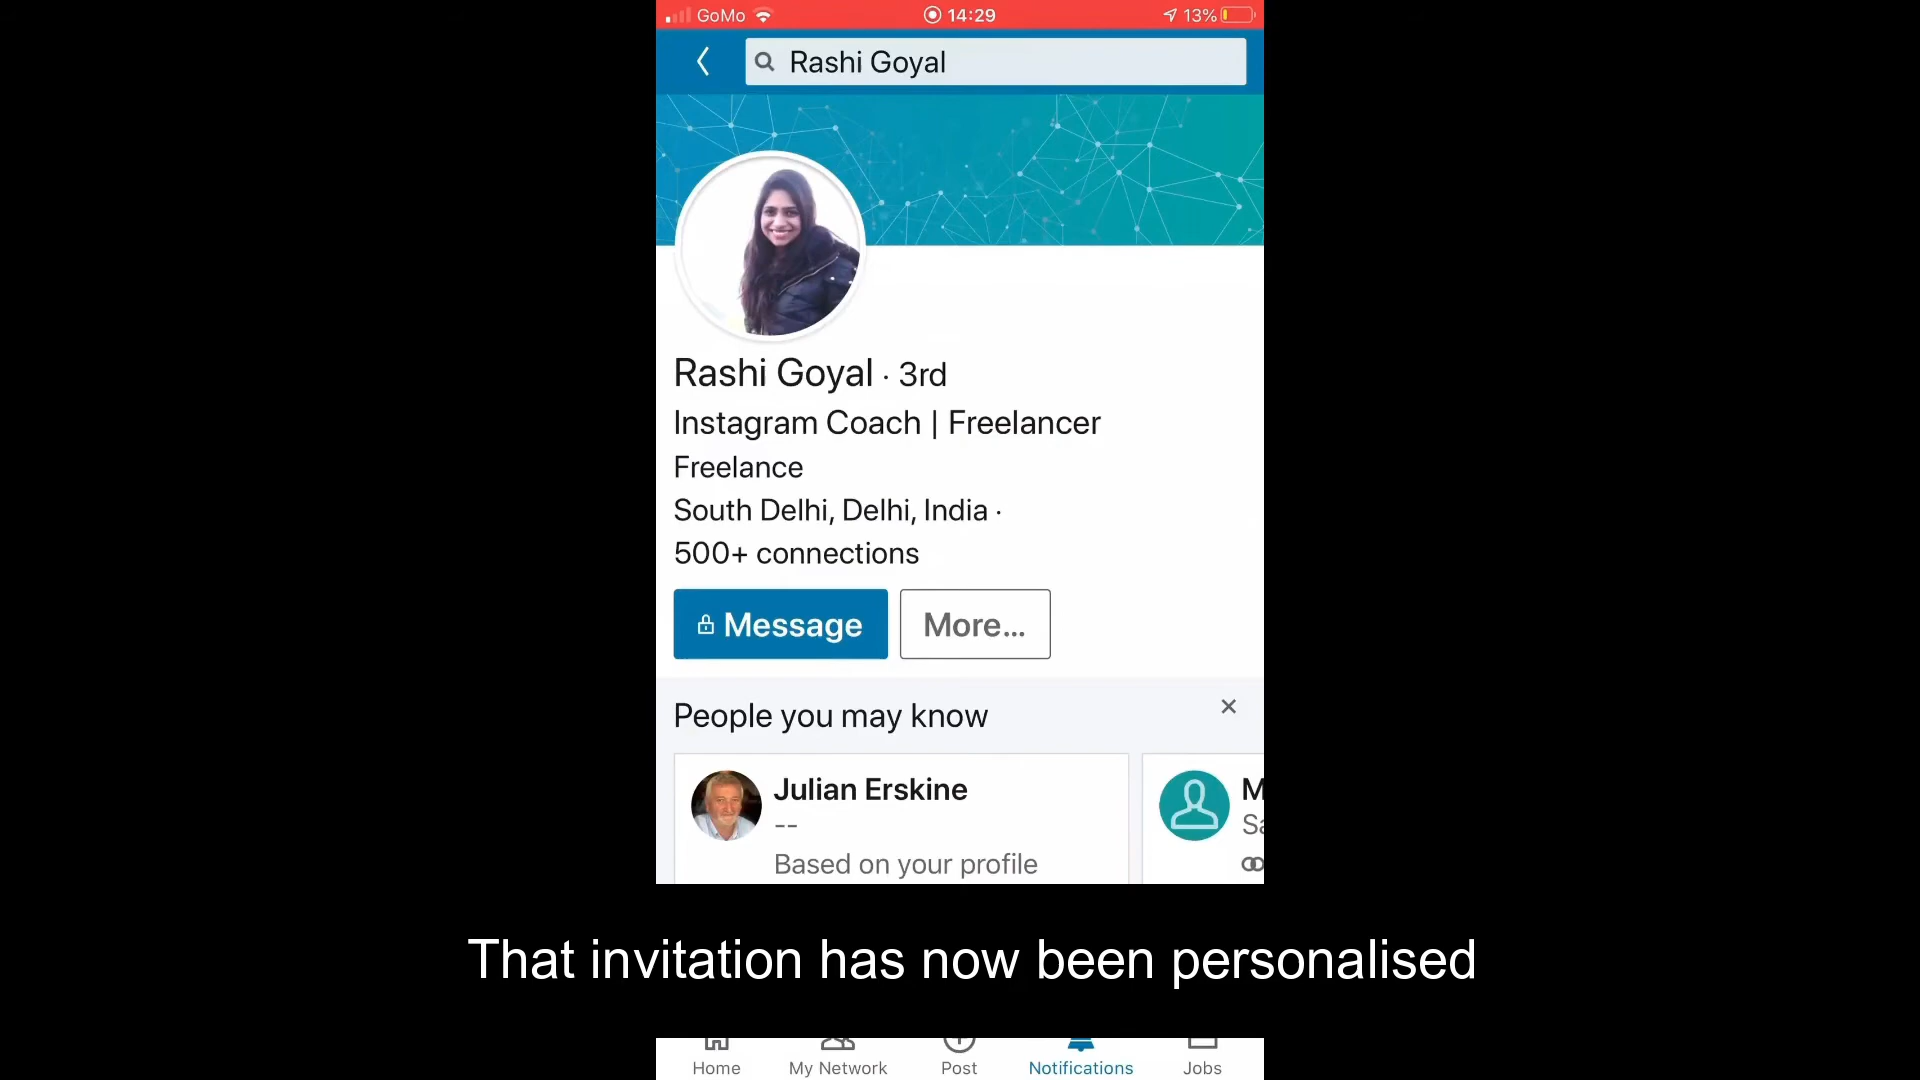 GoMo 14:29 13%
Rashi Goyal
Rashi Goyal · 3rd
Instagram Coach | Freelancer
Freelance
South Delhi, Delhi, India ·
500+ connections
Message More...
People you may know
Julian Erskine
--
Based on your profile
That invitation has now been personalised
Home My Network Post Notifications Jobs